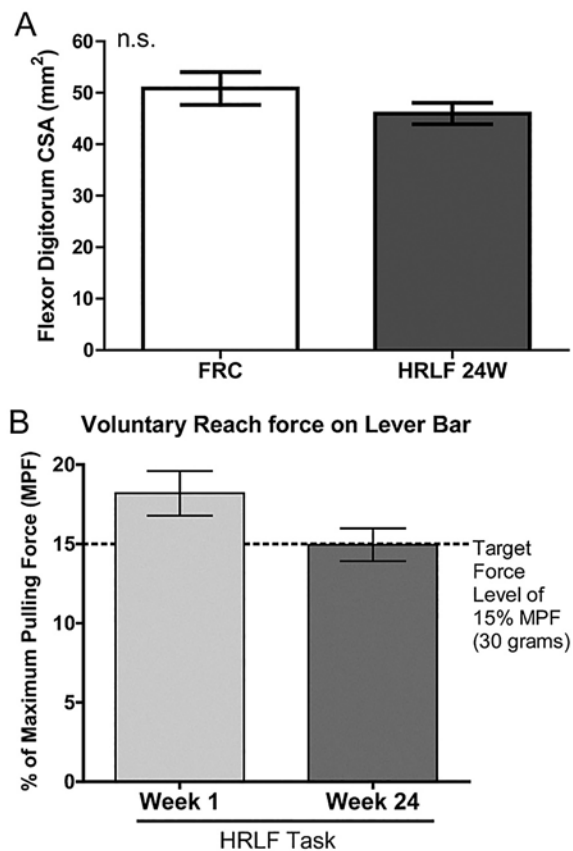 A
n.s.
Flexor Digitorum CSA (mm²)
60
50
40
30
20
10
0
FRC
HRLF 24W
B
Voluntary Reach force on Lever Bar
% of Maximum Pulling Force (MPF)
20
15
10
5
0
Target
Force
Level of
15% MPF
(30 grams)
Week 1
Week 24
HRLF Task